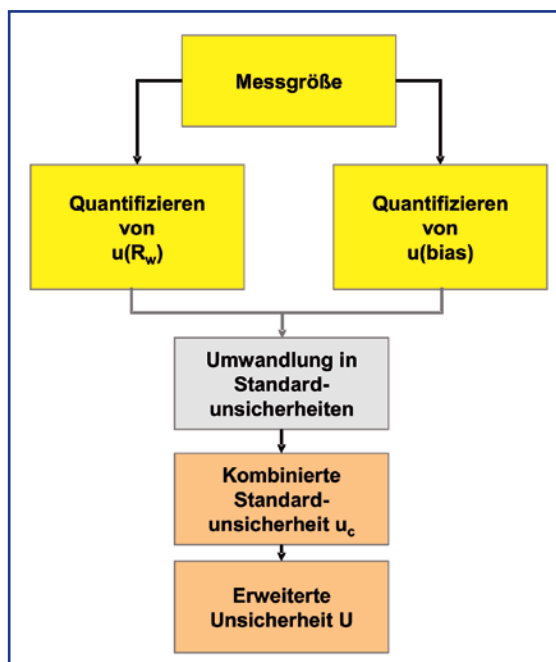 Messgröße
Quantifizieren
von
u(Rw)
Quantifizieren
von
u(bias)
Umwandlung in
Standard-
unsicherheiten
Kombinierte
Standard-
unsicherheit uc
Erweiterte
Unsicherheit U